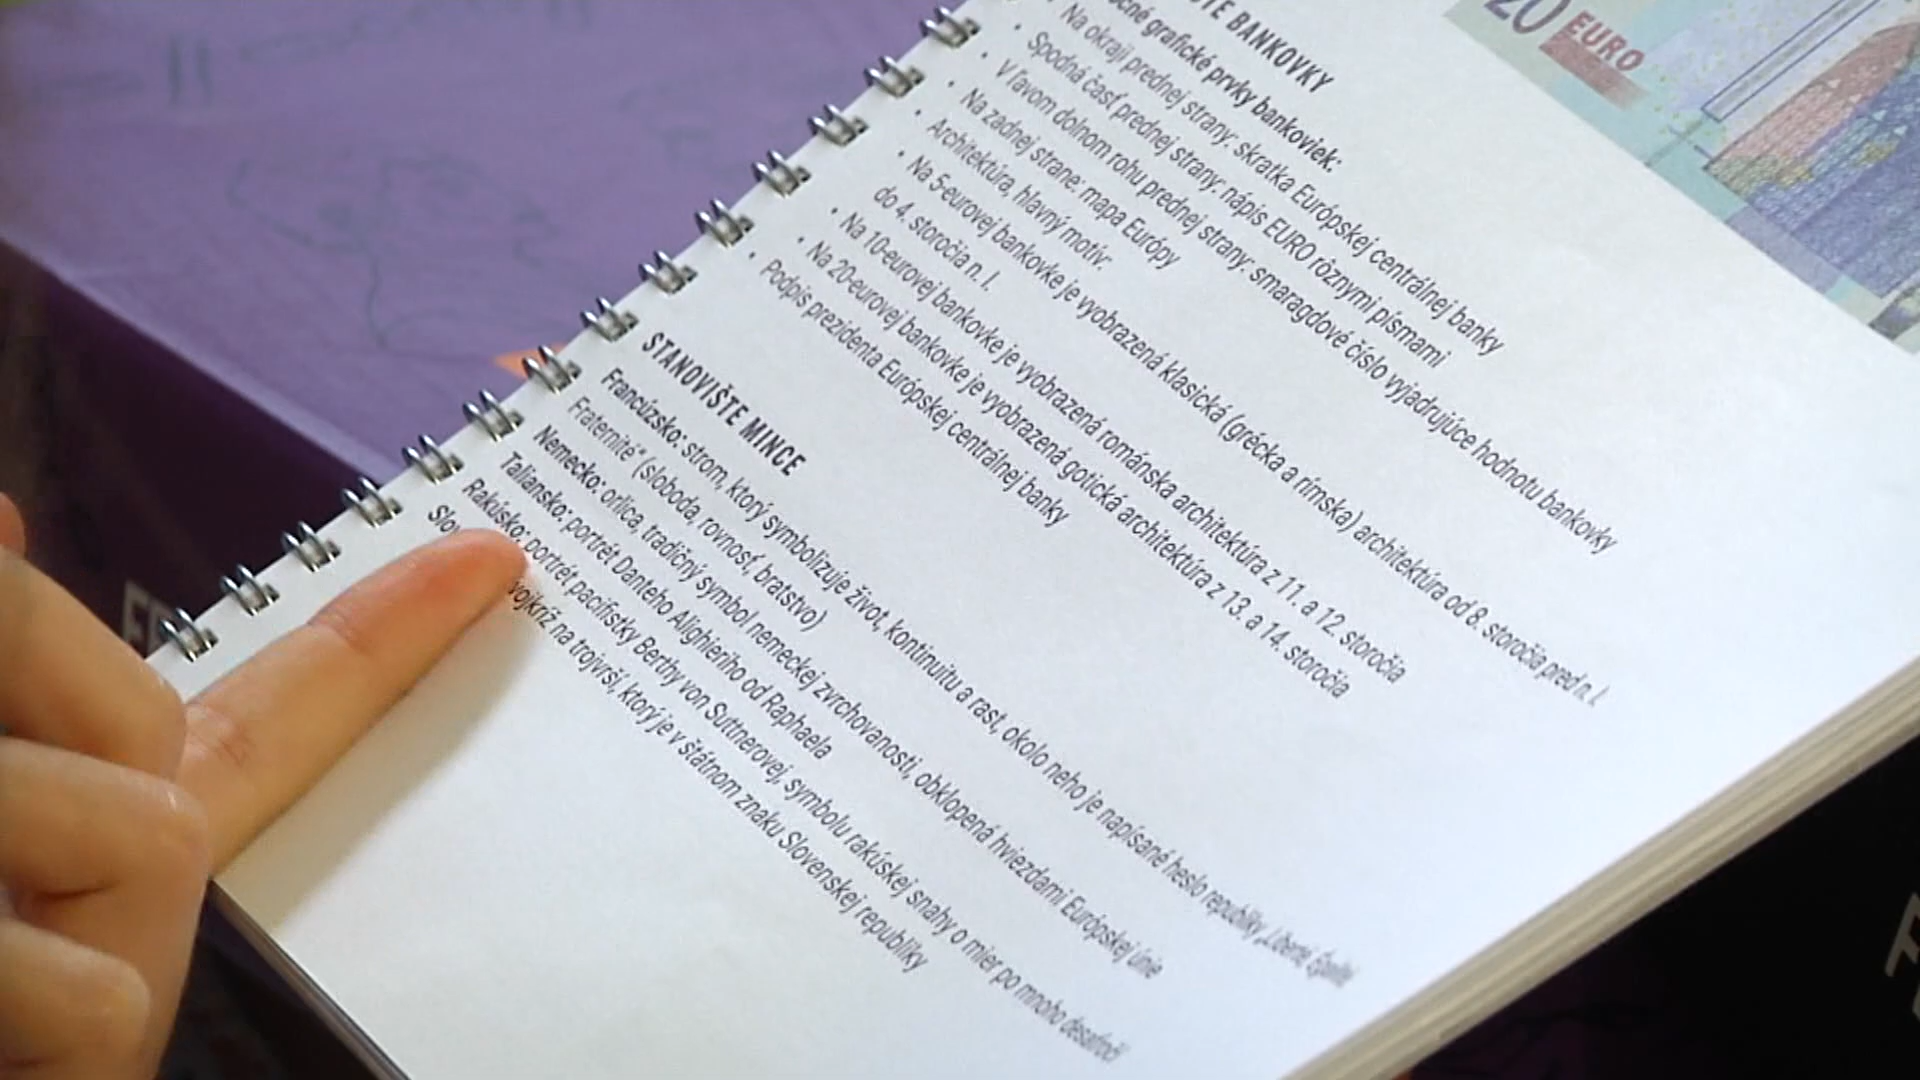 20 EURO
BANKOVKY
grafické prvky bankoviek:
• Na okraji prednej strany: skratka Európskej centrálnej banky
• Spodná časť prednej strany: nápis EURO rôznymi písmami
• V ľavom dolnom rohu prednej strany: smaragdové číslo vyjadrujúce hodnotu bankovky
• Na zadnej strane: mapa Európy
• Architektúra, hlavný motív:
• Na 5-eurovej bankovke je vyobrazená klasická (grécka a rímska) architektúra od 8. storočia pred n. l.
do 4. storočia n. l.
• Na 10-eurovej bankovke je vyobrazená románska architektúra z 11. a 12. storočia
• Na 20-eurovej bankovke je vyobrazená gotická architektúra z 13. a 14. storočia
• Podpis prezidenta Európskej centrálnej banky
STANOVIŠTE MINCE
Francúzsko: strom, ktorý symbolizuje život, kontinuitu a rast, okolo neho je napísané heslo republiky „Liberté, Égalité
Fraternité“ (sloboda, rovnosť, bratstvo)
Nemecko: orlica, tradičný symbol nemeckej zvrchovanosti, obklopená hviezdami Európskej únie
Taliansko: portrét Danteho Alighieriho od Raphaela
Rakúsko: portrét pacifistky Berthy von Suttnerovej, symbolu rakúskej snahy o mier po mnoho desaťročí
na trojvrší, ktorý je v štátnom znaku Slovenskej republiky